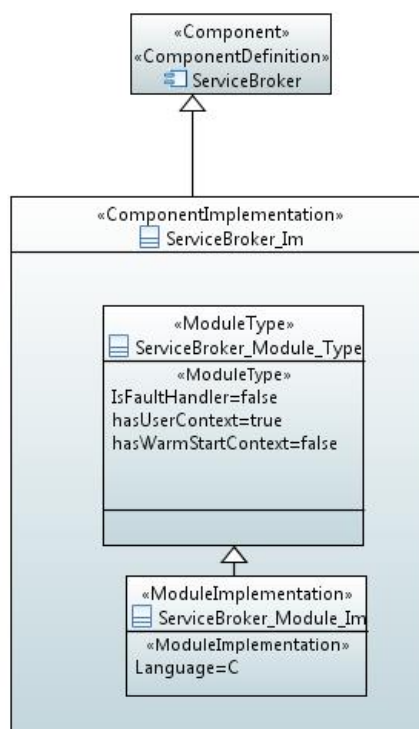 «Component»
«ComponentDefinition»
ServiceBroker
«ComponentImplementation»
ServiceBroker_Im
«ModuleType»
ServiceBroker_Module_Type
«ModuleType»
IsFaultHandler=false
hasUserContext=true
hasWarmStartContext=false
«ModuleImplementation»
ServiceBroker_Module_Im
«ModuleImplementation»
Language=C